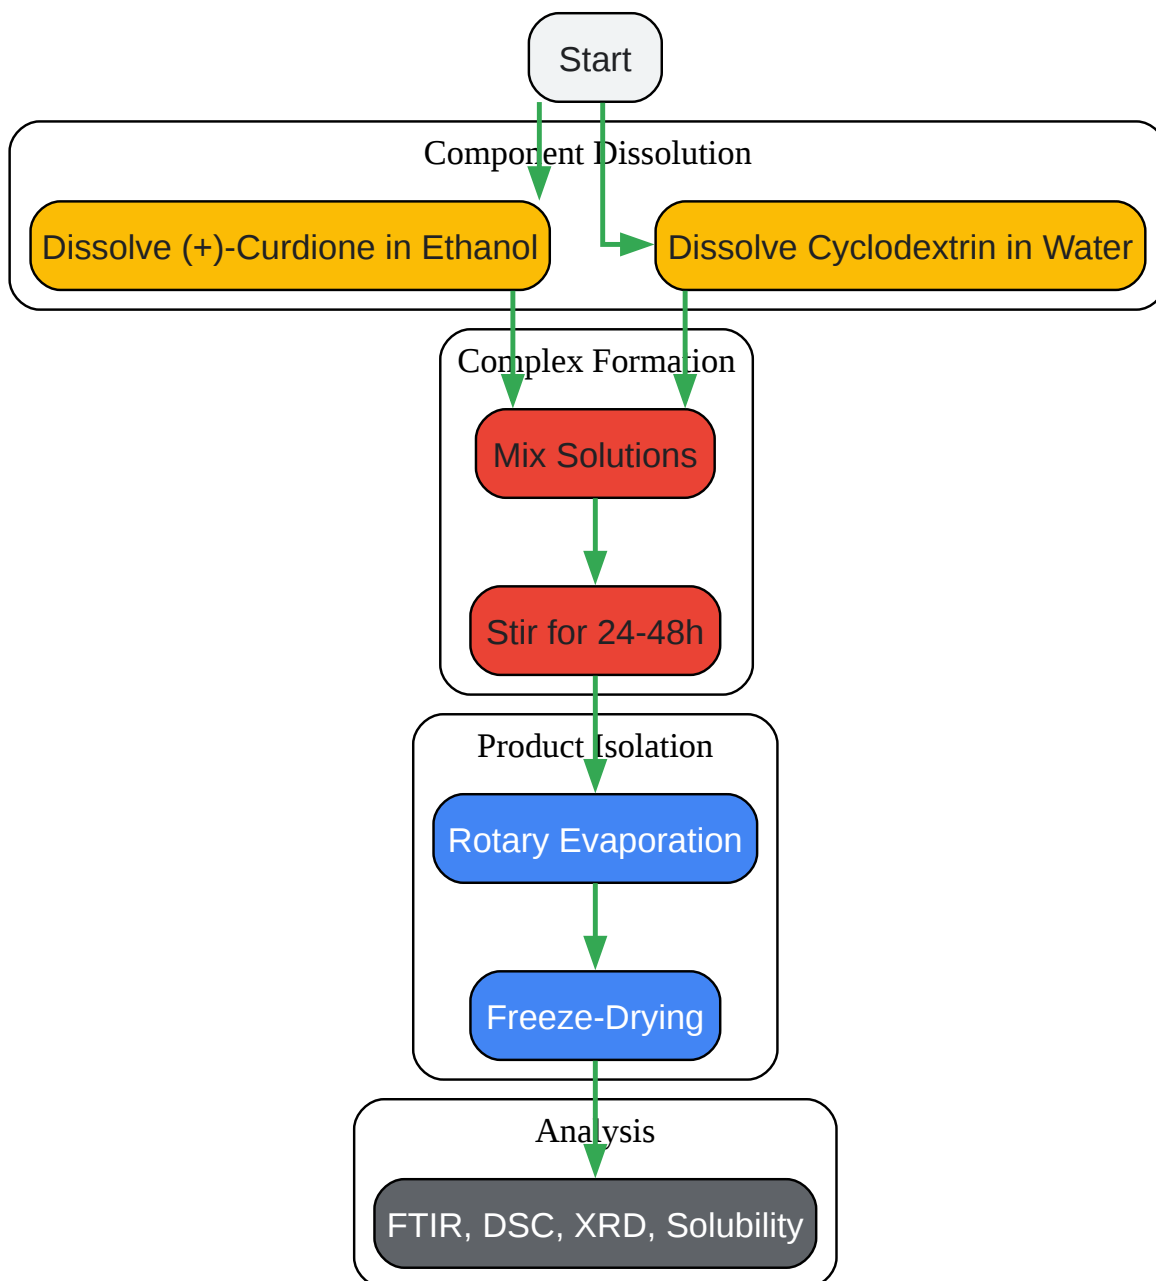 Start
Component Dissolution
Dissolve (+)-Curdione in Ethanol
Dissolve Cyclodextrin in Water
Complex Formation
Mix Solutions
Stir for 24-48h
Product Isolation
Rotary Evaporation
Freeze-Drying
Analysis
FTIR, DSC, XRD, Solubility